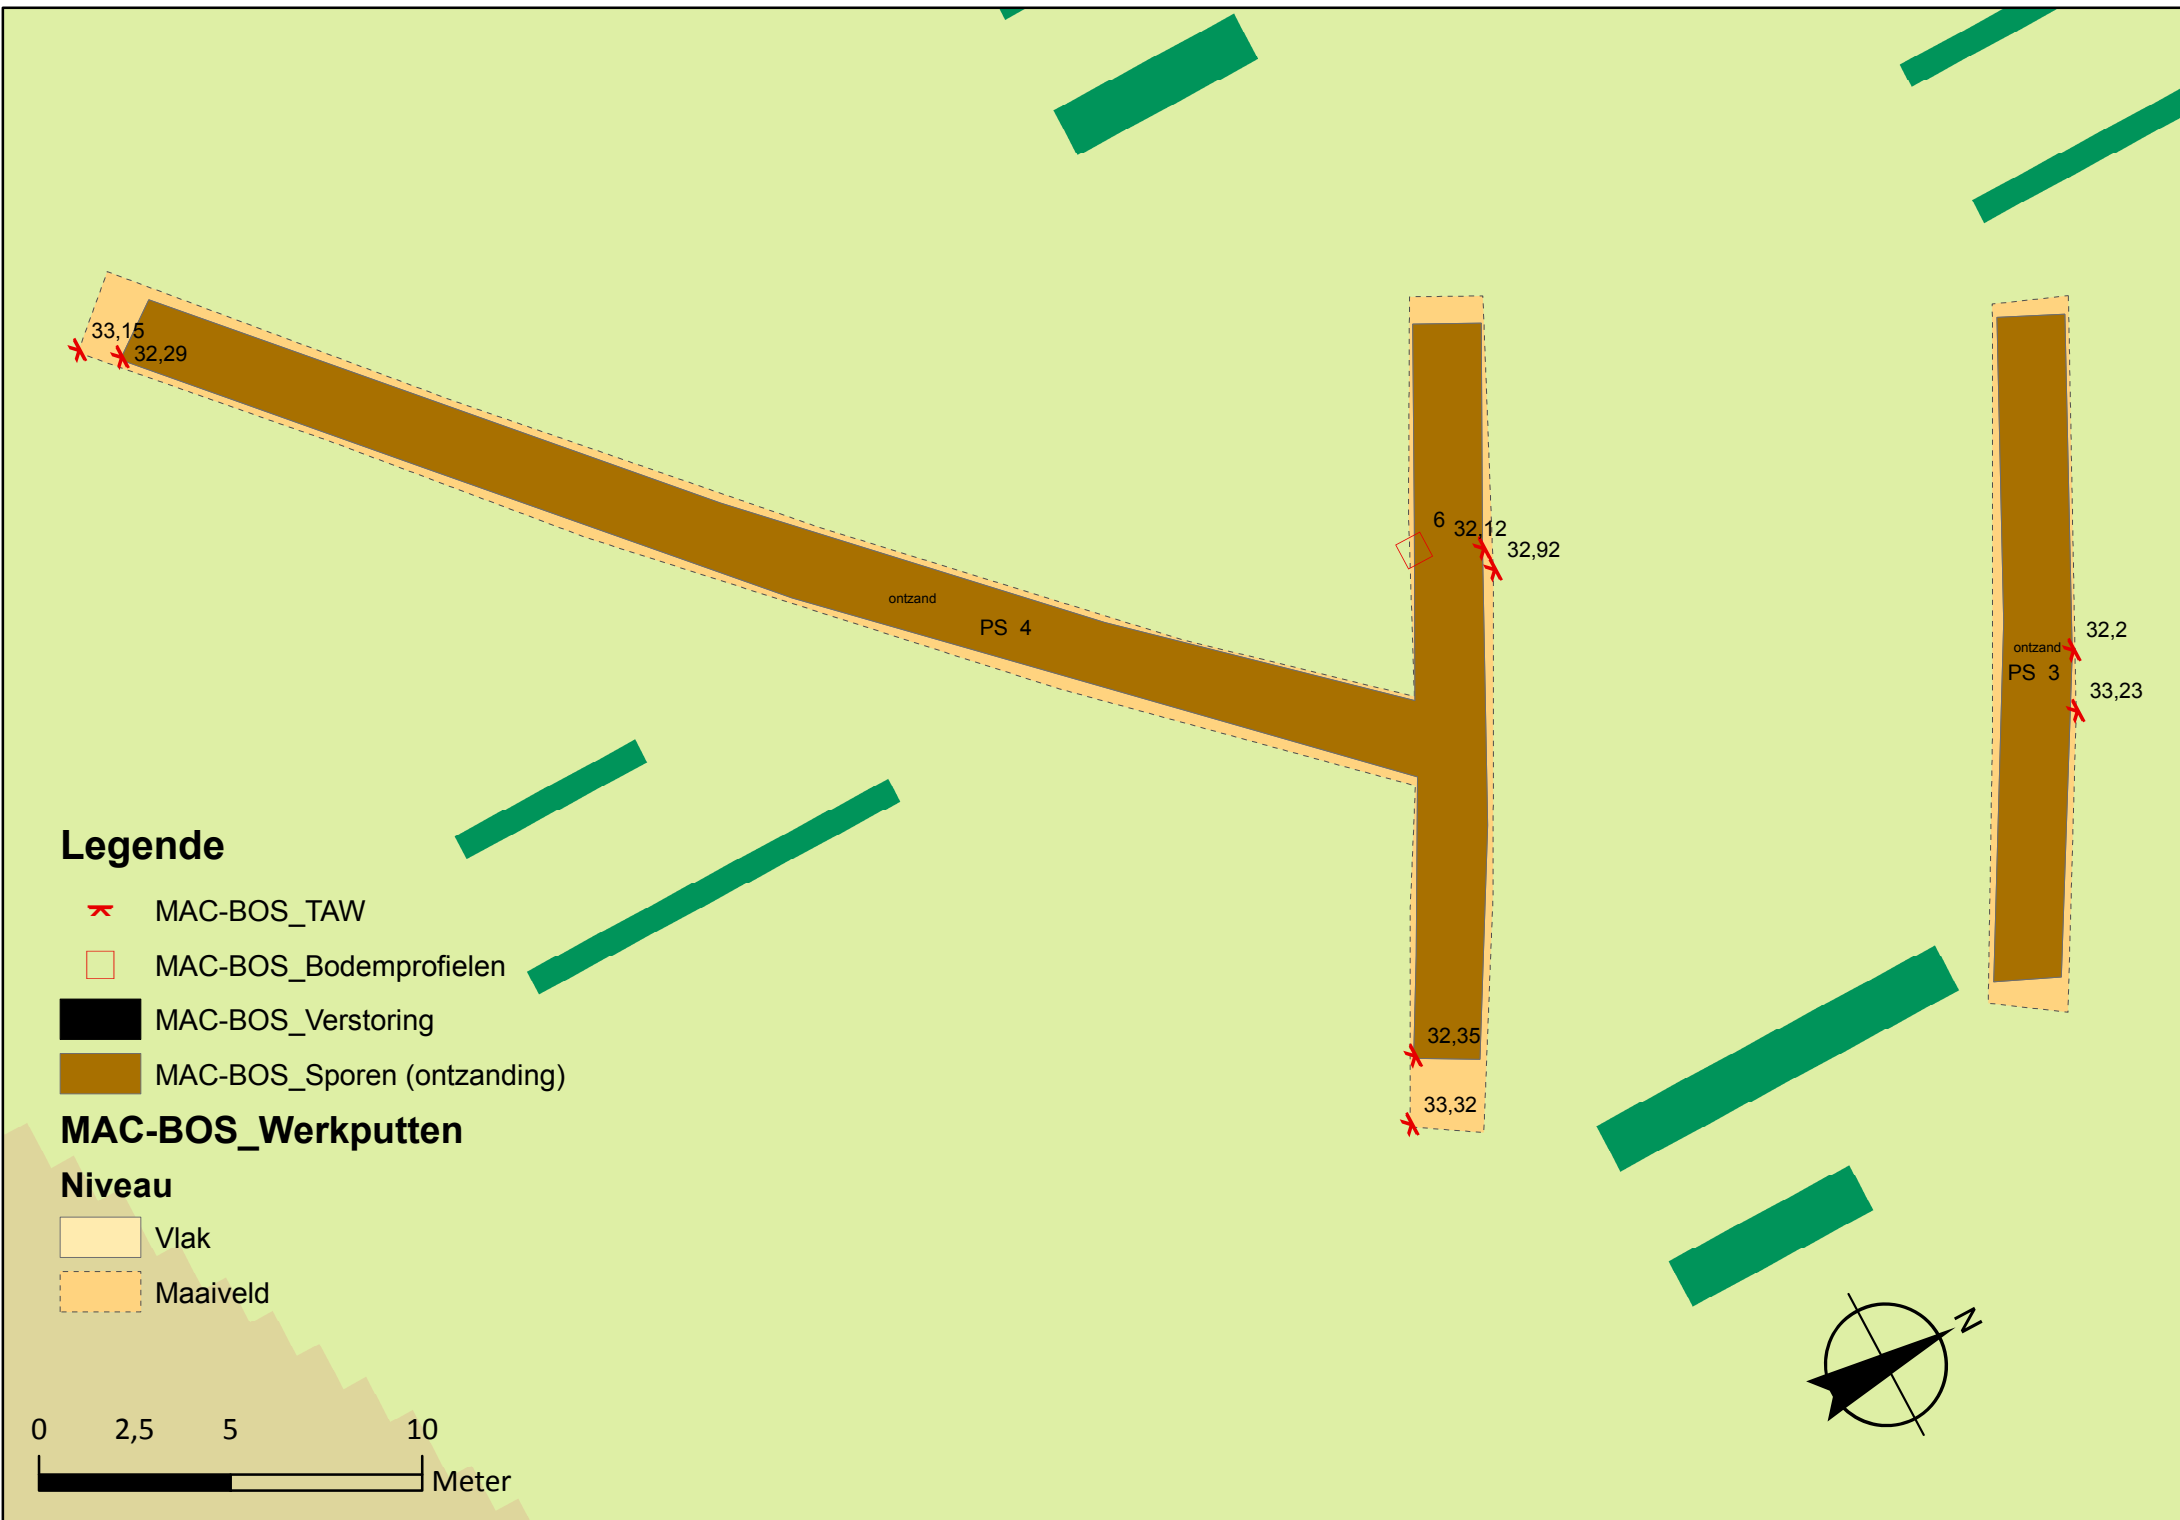 33,15
32,29
6
32,12
32,92
ontzand
PS 4
32,2
ontzand
PS 3
33,23
32,35
33,32
Legende
MAC-BOS_TAW
MAC-BOS_Bodemprofielen
MAC-BOS_Verstoring
MAC-BOS_Sporen (ontzanding)
MAC-BOS_Werkputten
Niveau
Vlak
Maaiveld
N
0 2,5 5 10
Meter